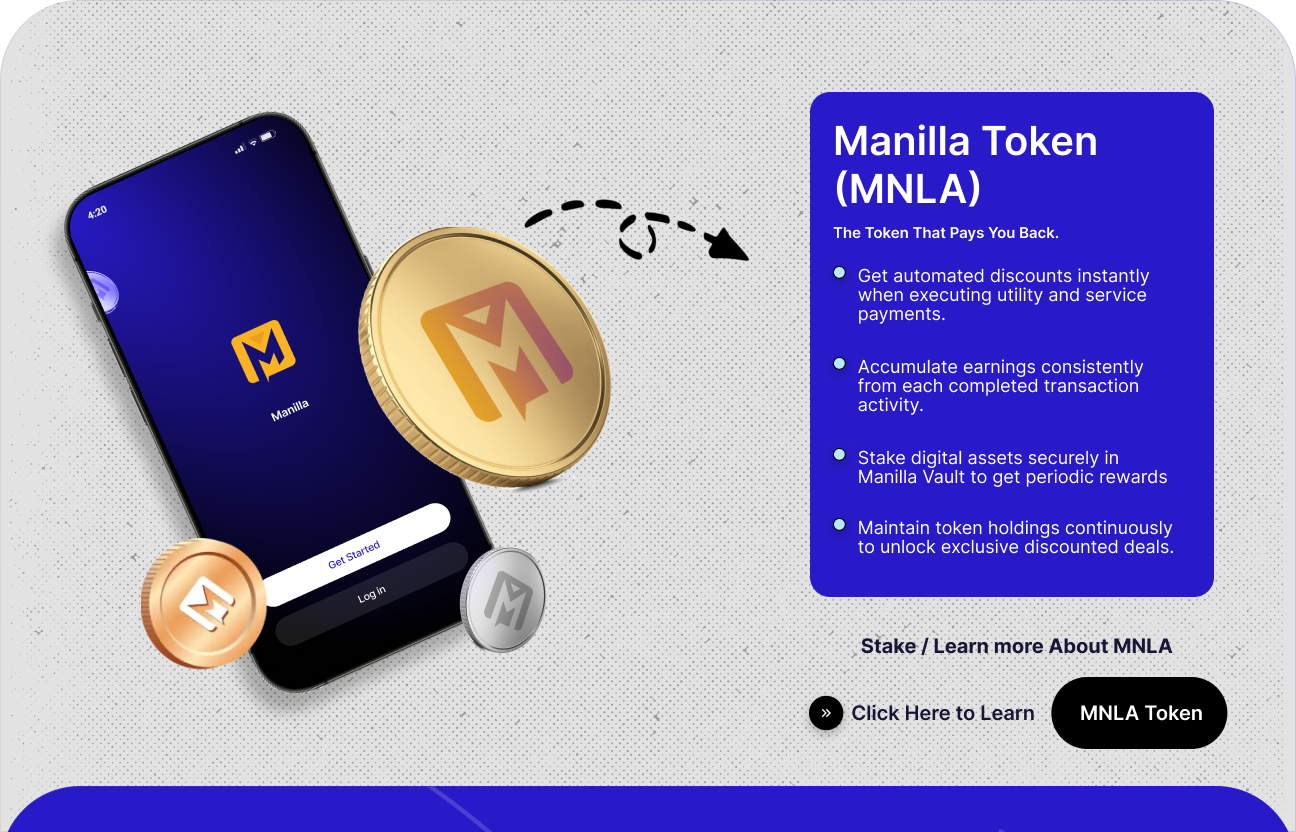 4:20
Manilla
Get Started
Log in
Manilla Token
(MNLA)
The Token That Pays You Back.
Get automated discounts instantly
when executing utility and service
payments.
Accumulate earnings consistently
from each completed transaction
activity.
Stake digital assets securely in
Manilla Vault to get periodic rewards
Maintain token holdings continuously
to unlock exclusive discounted deals.
Stake / Learn more About MNLA
Click Here to Learn
MNLA Token